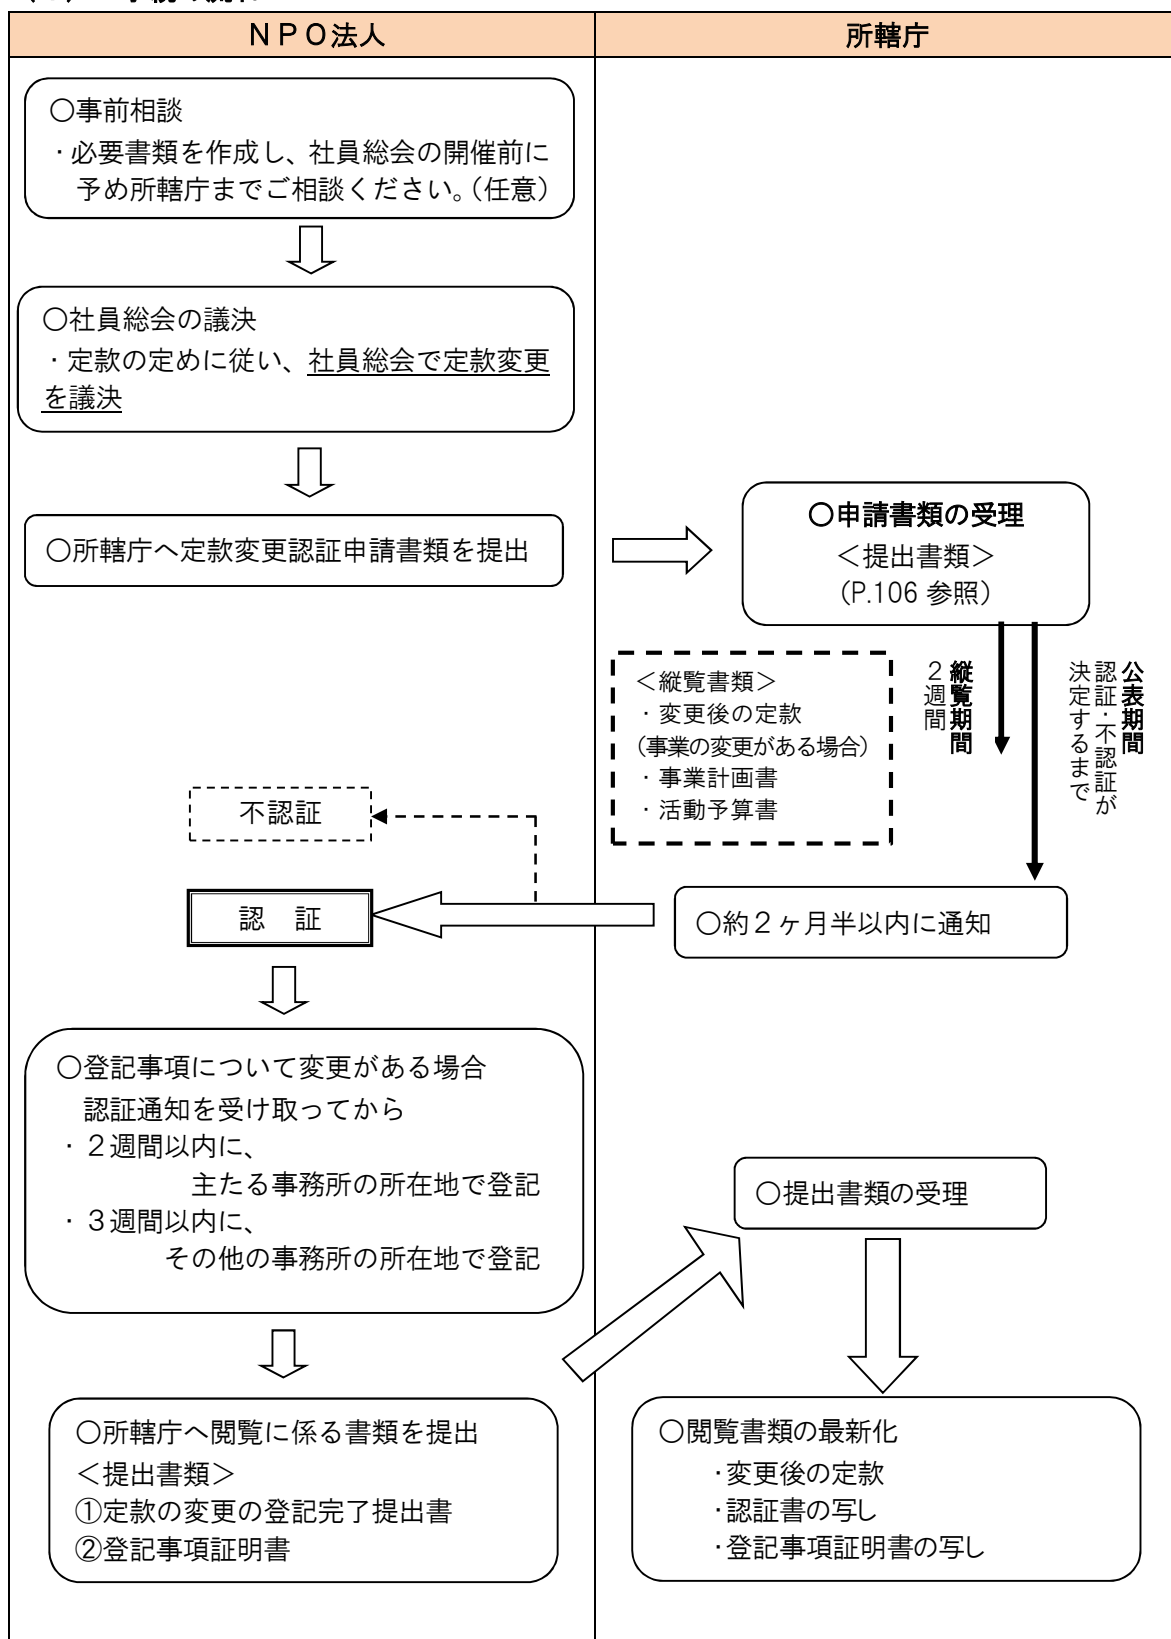 ＮＰＯ法人
所轄庁
○事前相談
・必要書類を作成し、社員総会の開催前に
予め所轄庁までご相談ください。（任意）
○社員総会の議決
・定款の定めに従い、社員総会で定款変更
を議決
○所轄庁へ定款変更認証申請書類を提出
○申請書類の受理
＜提出書類＞
（P.106 参照）
＜縦覧書類＞
・変更後の定款
（事業の変更がある場合）
・事業計画書
・活動予算書
縦覧期間
２週間
公表期間
認証・不認証が
決定するまで
不認証
認　証
○約２ヶ月半以内に通知
○登記事項について変更がある場合
認証通知を受け取ってから
・２週間以内に、
主たる事務所の所在地で登記
・３週間以内に、
その他の事務所の所在地で登記
○提出書類の受理
○所轄庁へ閲覧に係る書類を提出
＜提出書類＞
①定款の変更の登記完了提出書
②登記事項証明書
○閲覧書類の最新化
・変更後の定款
・認証書の写し
・登記事項証明書の写し